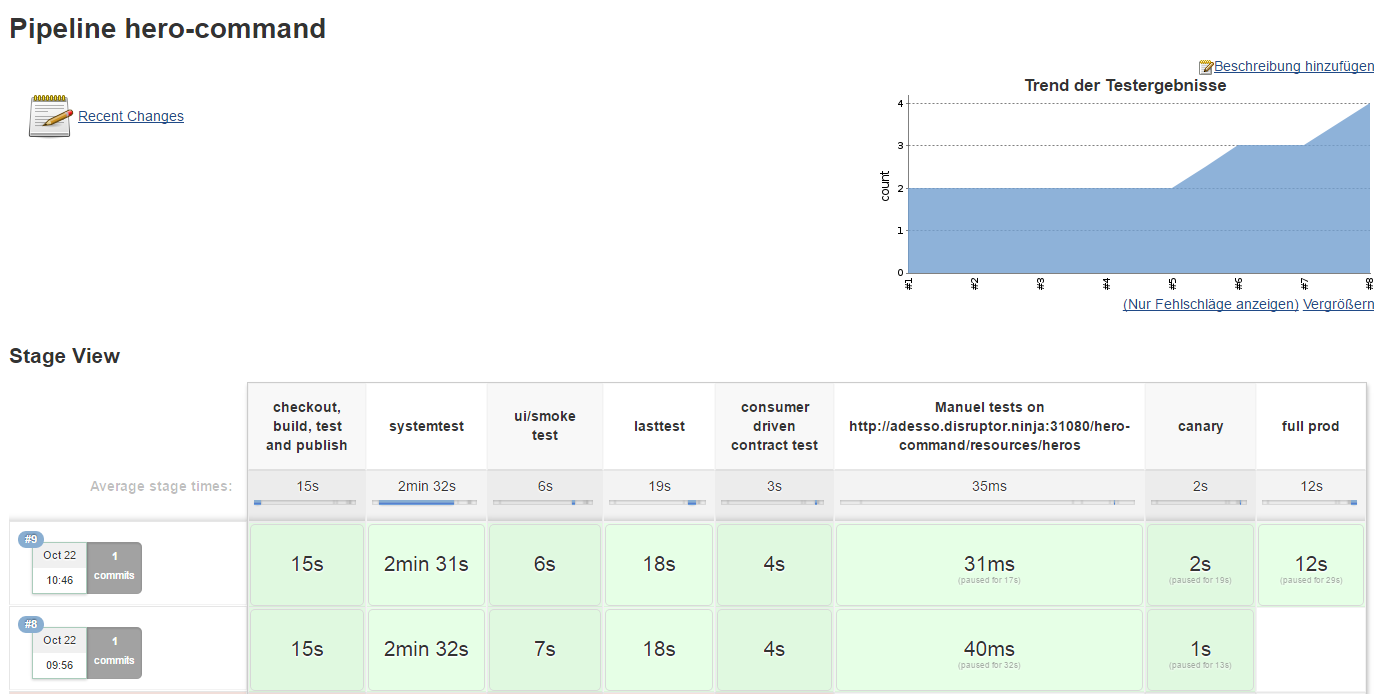 Pipeline hero-command
Beschreibung hinzufügen
Recent Changes
Trend der Testergebnisse
count
4
3
2
1
0
#1 #2 #3 #4 #5 #6 #7 #8
(Nur Fehlschläge anzeigen) Vergrößern
Stage View
checkout,
build, test
and publish
systemtest
ui/smoke
test
lasttest
consumer
driven
contract test
Manuel tests on
http://adesso.disruptor.ninja:31080/hero-
command/resources/heros
canary
full prod
Average stage times:
15s 2min 32s 6s 19s 3s 35ms 2s 12s
#9
Oct 22
10:46
1
commits
15s 2min 31s 6s 18s 4s 31ms 2s 12s
(paused for 17s) (paused for 19s) (paused for 29s)
#8
Oct 22
09:56
1
commits
15s 2min 32s 7s 18s 4s 40ms 1s
(paused for 32s) (paused for 13s)